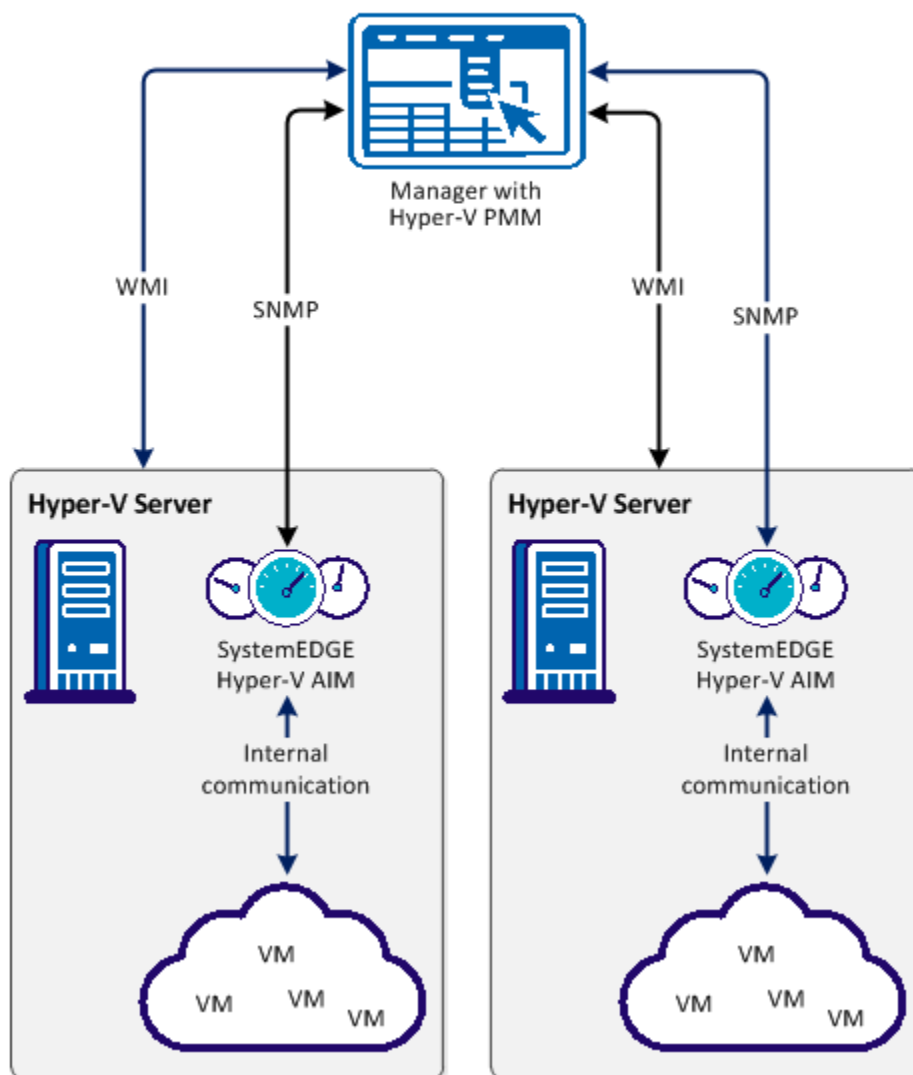 Manager with
Hyper-V PMM
WMI
SNMP
WMI
SNMP
Hyper-V Server
SystemEDGE
Hyper-V AIM
Internal
communication
VM
VM
VM
VM
Hyper-V Server
SystemEDGE
Hyper-V AIM
Internal
communication
VM
VM
VM
VM